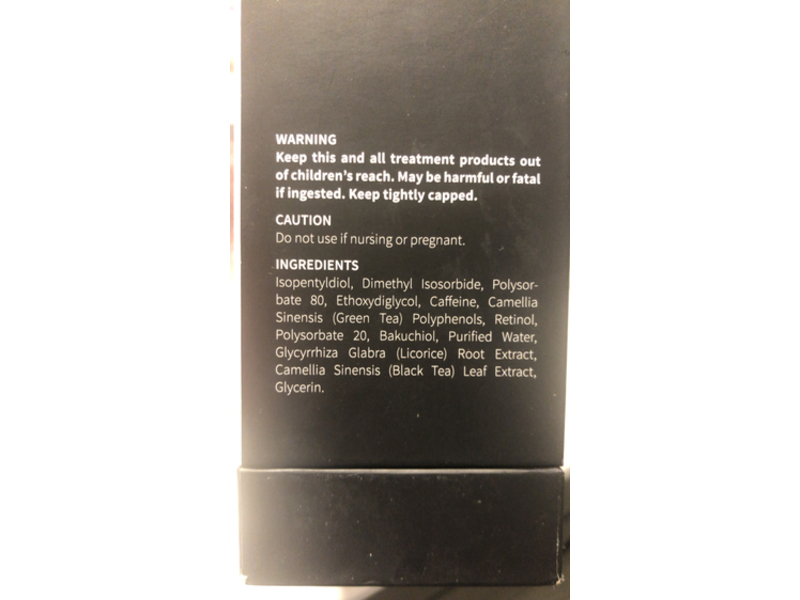 WARNING
Keep this and all treatment products out
of children's reach. May be harmful or fatal
if ingested. Keep tightly capped.
CAUTION
Do not use if nursing or pregnant.
INGREDIENTS
Isopentyldiol, Dimethyl Isosorbide, Polysor-
bate 80, Ethoxydiglycol, Caffeine, Camellia
Sinensis (Green Tea) Polyphenols, Retinol,
Polysorbate 20, Bakuchiol, Purified Water,
Glycyrrhiza Glabra (Licorice) Root Extract,
Camellia Sinensis (Black Tea) Leaf Extract,
Glycerin.